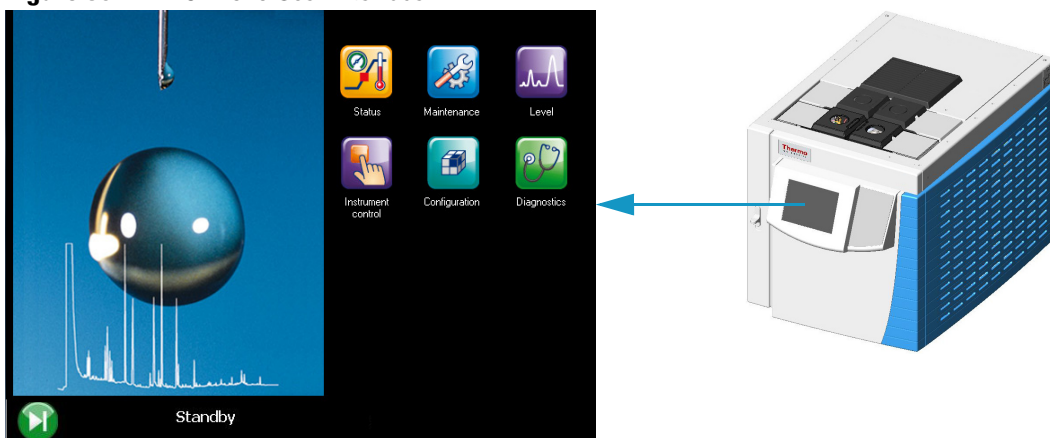 Status
Maintenance
Level
Instrument
control
Configuration
Diagnostics
Thermo
Standby